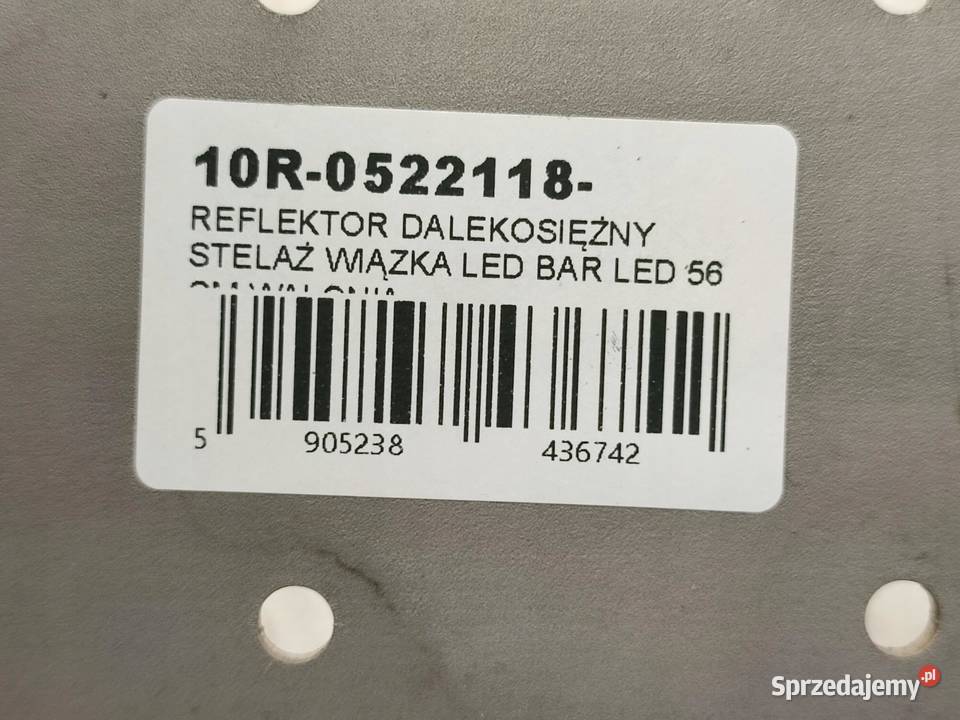 10R-0522118-
REFLEKTOR DALEKOSIĘŻNY
STELAŻ WIĄZKA LED BAR LED 56
5 905238 436742
Sprzedajemy.pl